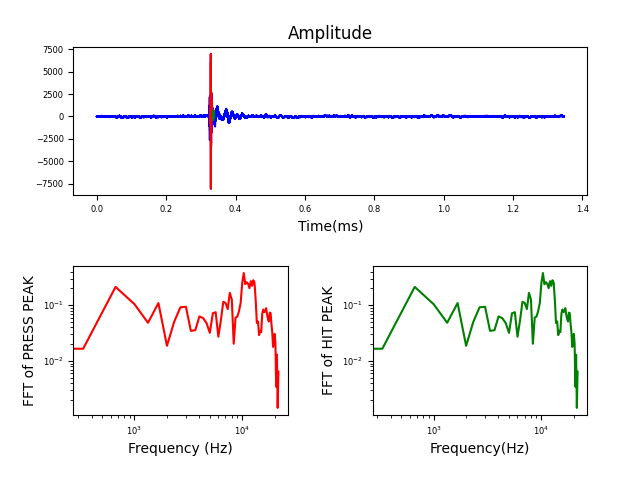 Amplitude
7500
5000
2500
0
−2500
−5000
−7500
0.0 0.2 0.4 0.6 0.8 1.0 1.2 1.4
Time(ms)
FFT of PRESS PEAK
10⁻¹
10⁻²
10³ 10⁴
Frequency (Hz)
FFT of HIT PEAK
10⁻¹
10⁻²
10³ 10⁴
Frequency(Hz)